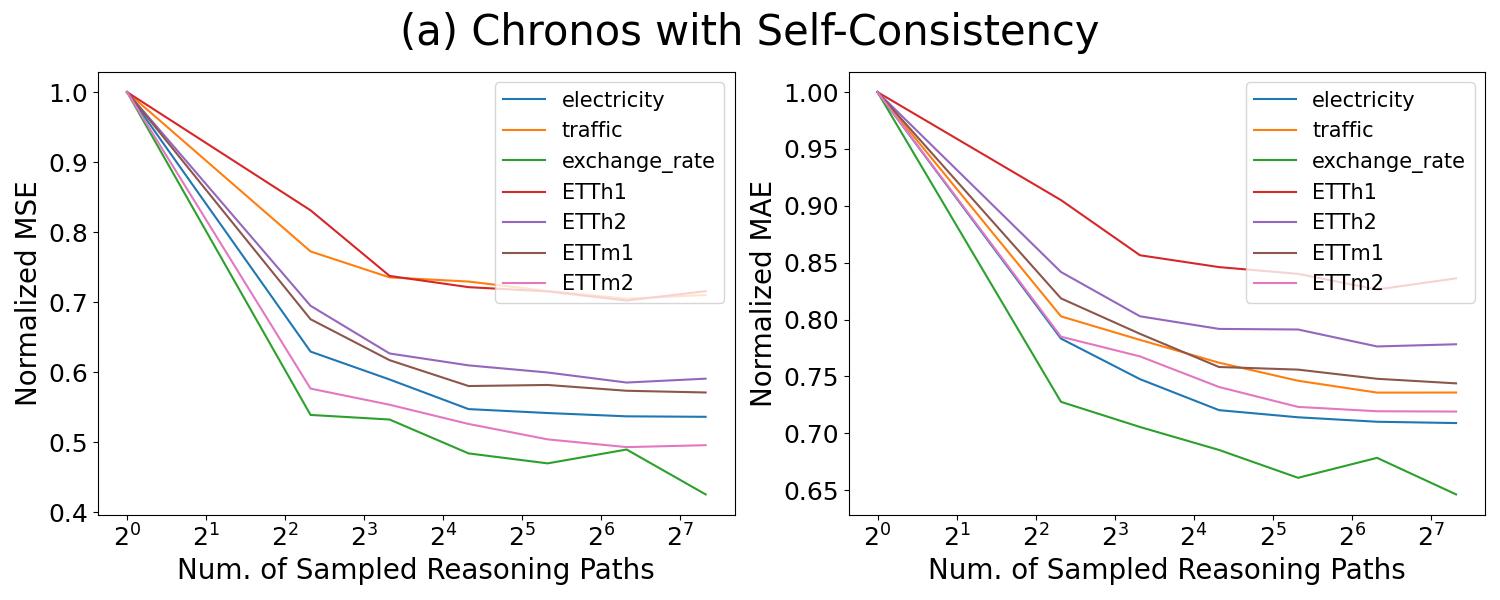 (a) Chronos with Self-Consistency
Normalized MSE
1.0
0.9
0.8
0.7
0.6
0.5
0.4
2^0 2^1 2^2 2^3 2^4 2^5 2^6 2^7
Num. of Sampled Reasoning Paths
electricity
traffic
exchange_rate
ETTh1
ETTh2
ETTm1
ETTm2
Normalized MAE
1.00
0.95
0.90
0.85
0.80
0.75
0.70
0.65
2^0 2^1 2^2 2^3 2^4 2^5 2^6 2^7
Num. of Sampled Reasoning Paths
electricity
traffic
exchange_rate
ETTh1
ETTh2
ETTm1
ETTm2